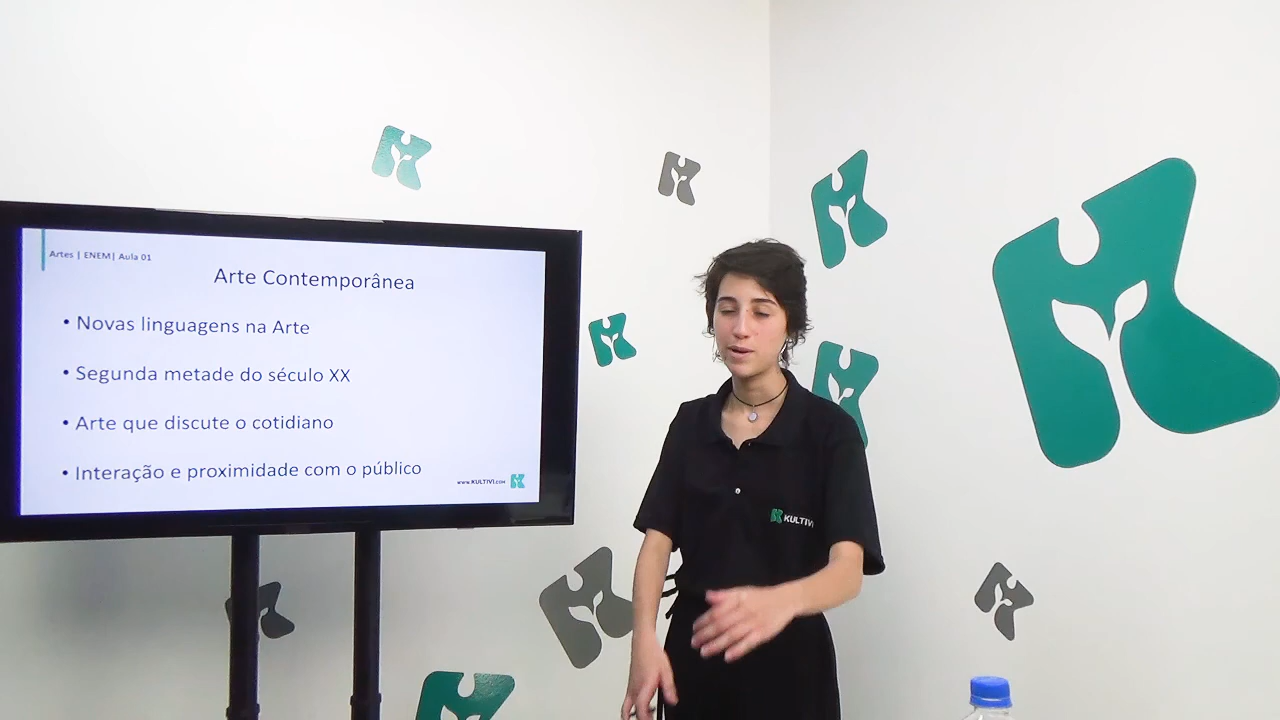 Artes | ENEM| Aula 01
Arte Contemporânea
• Novas linguagens na Arte
• Segunda metade do século XX
• Arte que discute o cotidiano
• Interação e proximidade com o público
www.KULTIVI.COM
KULTIVI